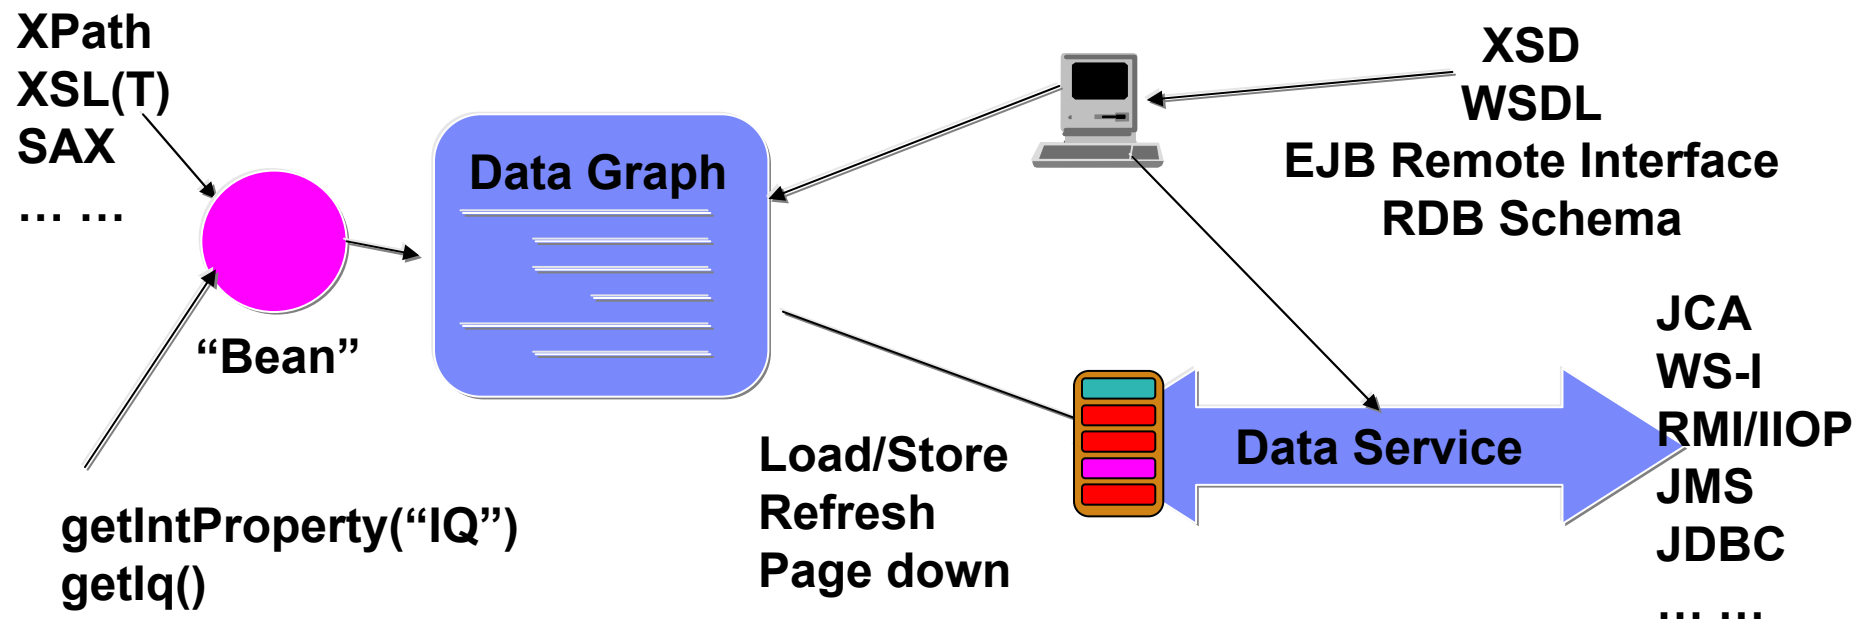 XPath
XSL(T)
SAX
… …
“Bean”
getIntProperty(“IQ”)
getIq()
Data Graph
Load/Store
Refresh
Page down
XSD
WSDL
EJB Remote Interface
RDB Schema
Data Service
JCA
WS-I
RMI/IIOP
JMS
JDBC
… …